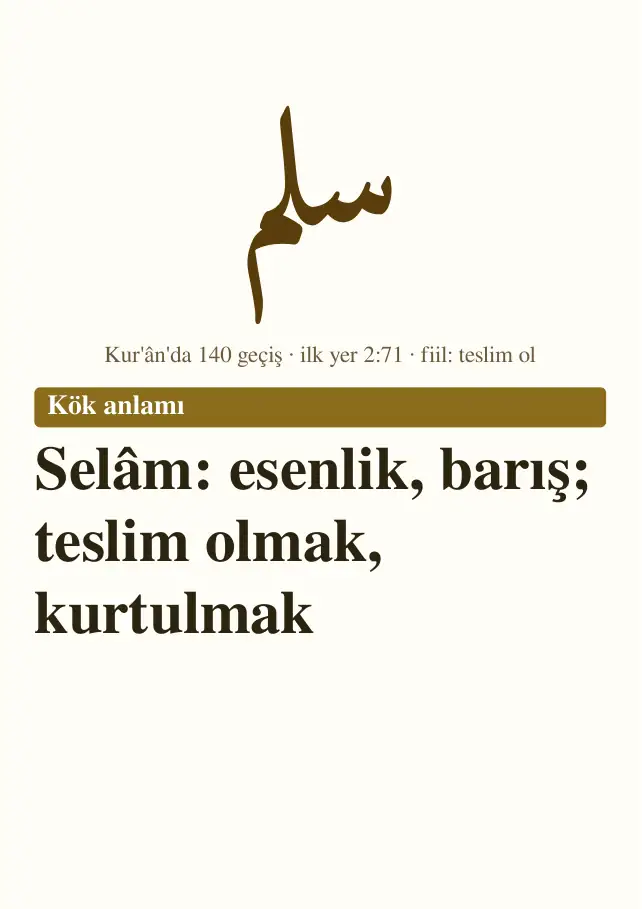 سلم
Kur'ân'da 140 geçiş · ilk yer 2:71 · fiil: teslim ol
Kök anlamı
Selâm: esenlik, barış;
teslim olmak,
kurtulmak